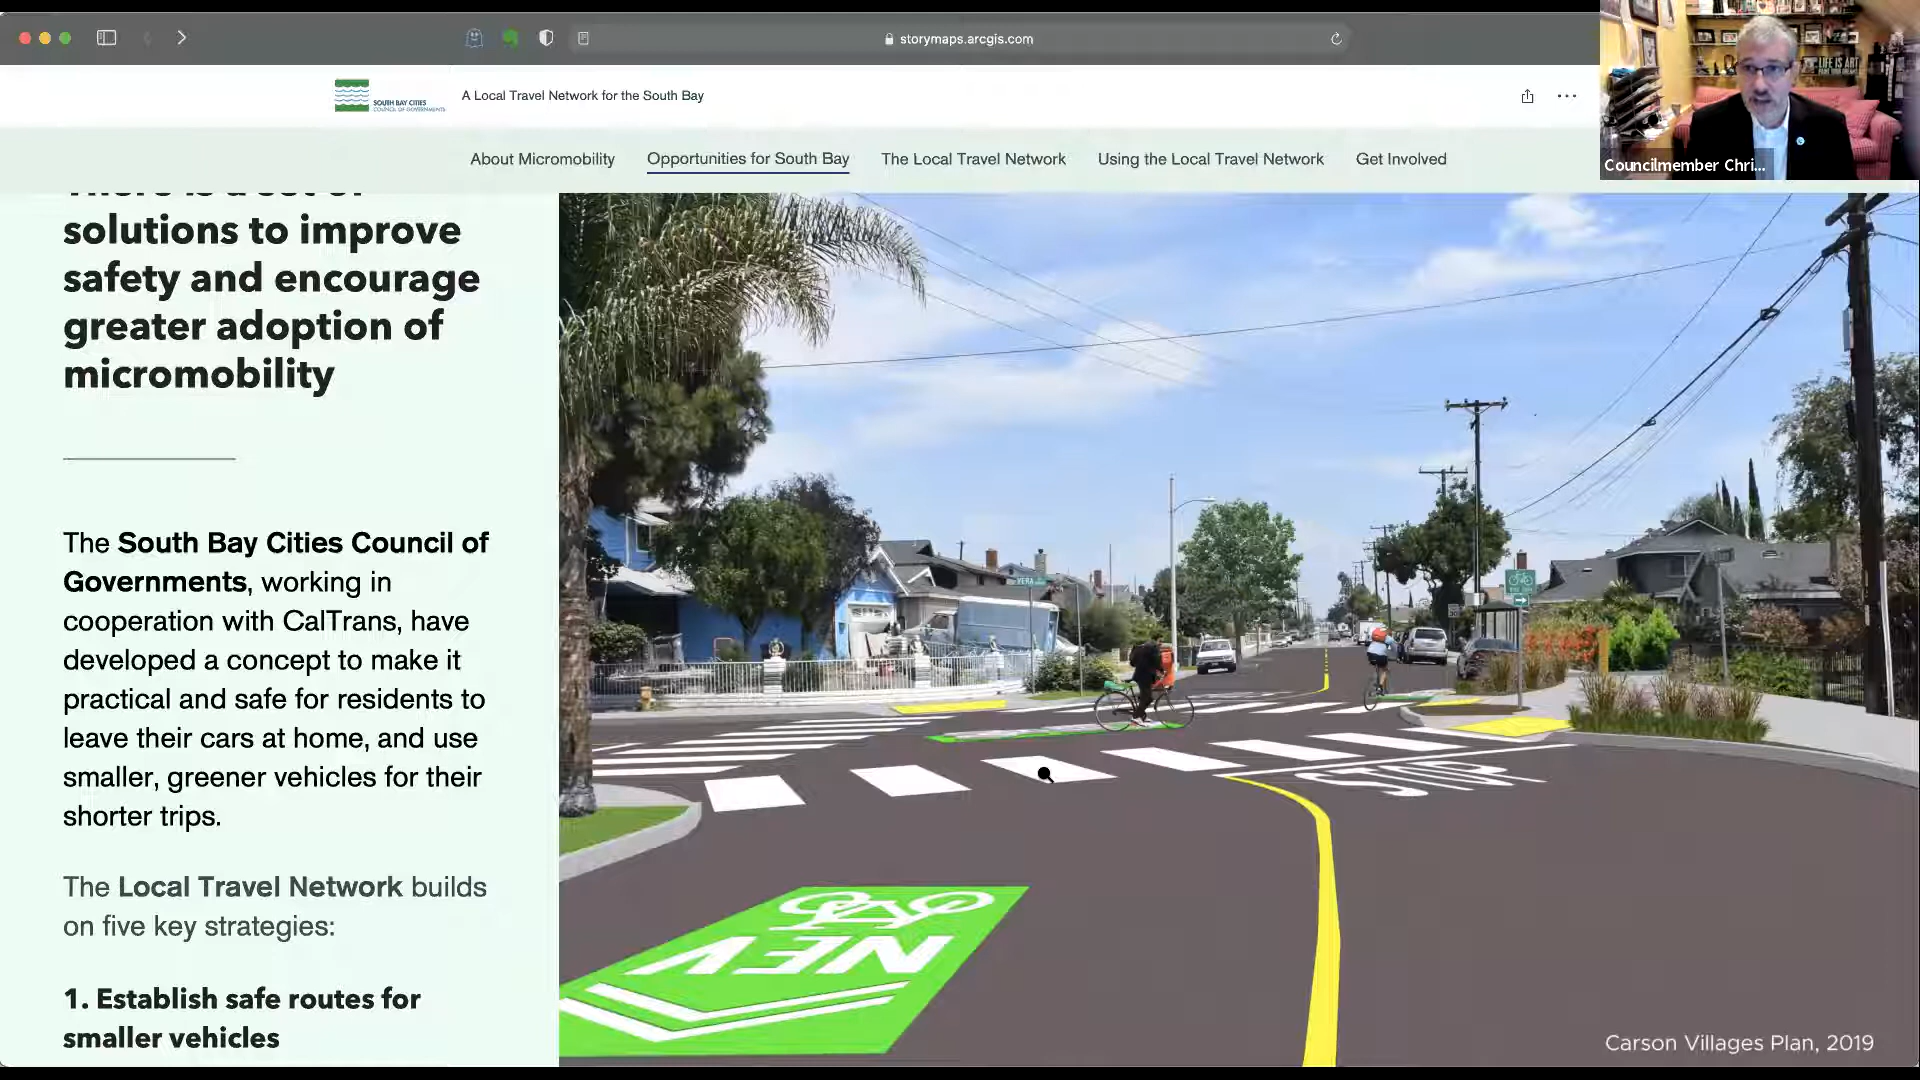 storymaps.arcgis.com
SOUTH BAY CITIES
COUNCIL OF GOVERNMENTS
A Local Travel Network for the South Bay
LIFE IS ART
Councilmember Chri...
About Micromobility
Opportunities for South Bay
The Local Travel Network
Using the Local Travel Network
Get Involved
There is a set of
solutions to improve
safety and encourage
greater adoption of
micromobility
The South Bay Cities Council of
Governments, working in
cooperation with CalTrans, have
developed a concept to make it
practical and safe for residents to
leave their cars at home, and use
smaller, greener vehicles for their
shorter trips.
The Local Travel Network builds
on five key strategies:
1. Establish safe routes for
smaller vehicles
VERA
STOP
NEV
Carson Villages Plan, 2019